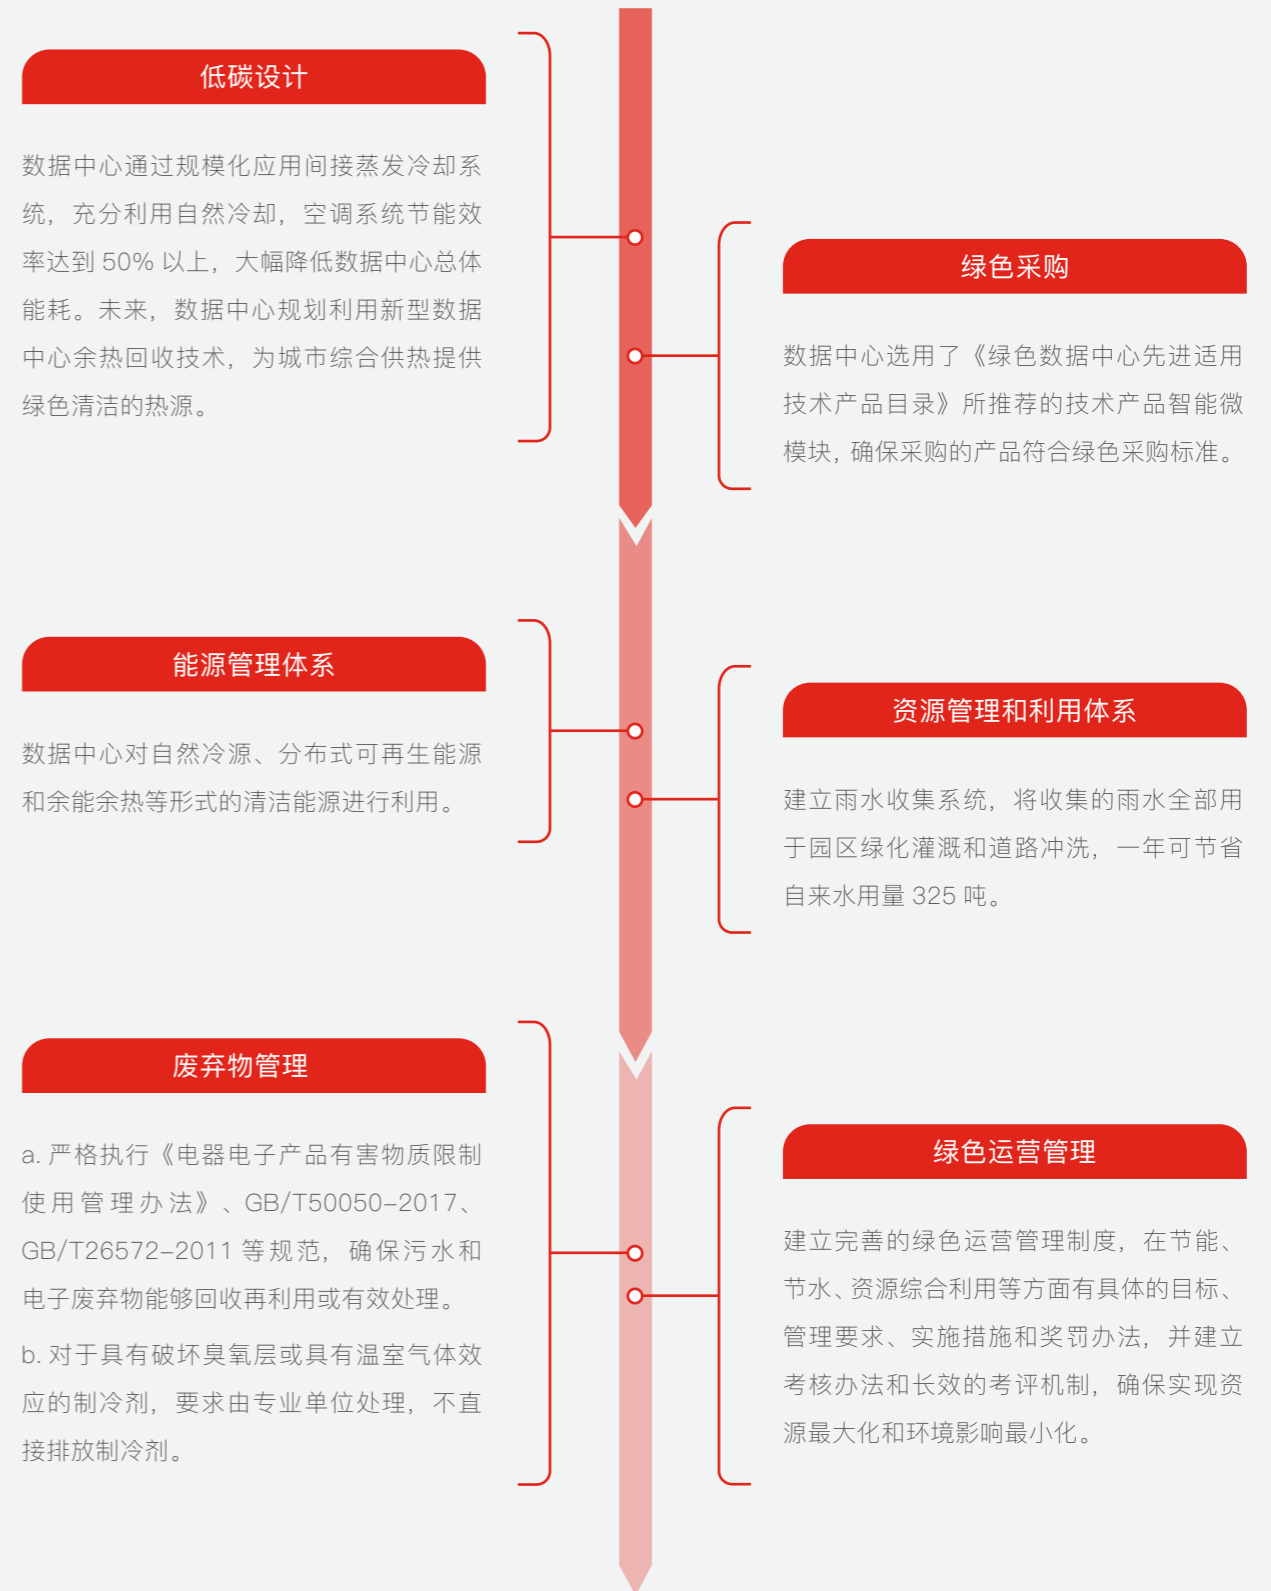 低碳设计
数据中心通过规模化应用间接蒸发冷却系
统，充分利用自然冷却，空调系统节能效
率达到 50% 以上，大幅降低数据中心总体
能耗。未来，数据中心规划利用新型数据
中心余热回收技术，为城市综合供热提供
绿色清洁的热源。
绿色采购
数据中心选用了《绿色数据中心先进适用
技术产品目录》所推荐的技术产品智能微
模块，确保采购的产品符合绿色采购标准。
能源管理体系
数据中心对自然冷源、分布式可再生能源
和余能余热等形式的清洁能源进行利用。
资源管理和利用体系
建立雨水收集系统，将收集的雨水全部用
于园区绿化灌溉和道路冲洗，一年可节省
自来水用量 325 吨。
废弃物管理
a. 严格执行《电器电子产品有害物质限制
使用管理办法》、GB/T50050–2017、
GB/T26572–2011 等规范，确保污水和
电子废弃物能够回收再利用或有效处理。
b. 对于具有破坏臭氧层或具有温室气体效
应的制冷剂，要求由专业单位处理，不直
接排放制冷剂。
绿色运营管理
建立完善的绿色运营管理制度，在节能、
节水、资源综合利用等方面有具体的目标、
管理要求、实施措施和奖罚办法，并建立
考核办法和长效的考评机制，确保实现资
源最大化和环境影响最小化。